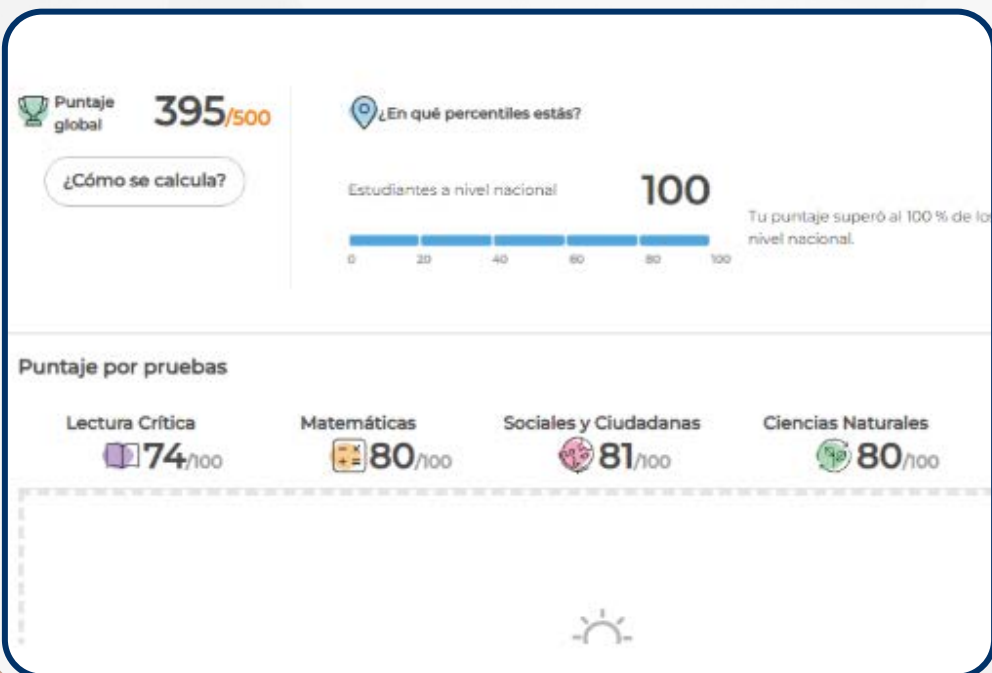 Puntaje global
395/500
¿Cómo se calcula?
¿En qué percentiles estás?
Estudiantes a nivel nacional
100
0 20 40 60 80 100
Tu puntaje superó al 100 % de
nivel nacional.
Puntaje por pruebas
Lectura Crítica
74/100
Matemáticas
80/100
Sociales y Ciudadanas
81/100
Ciencias Naturales
80/100